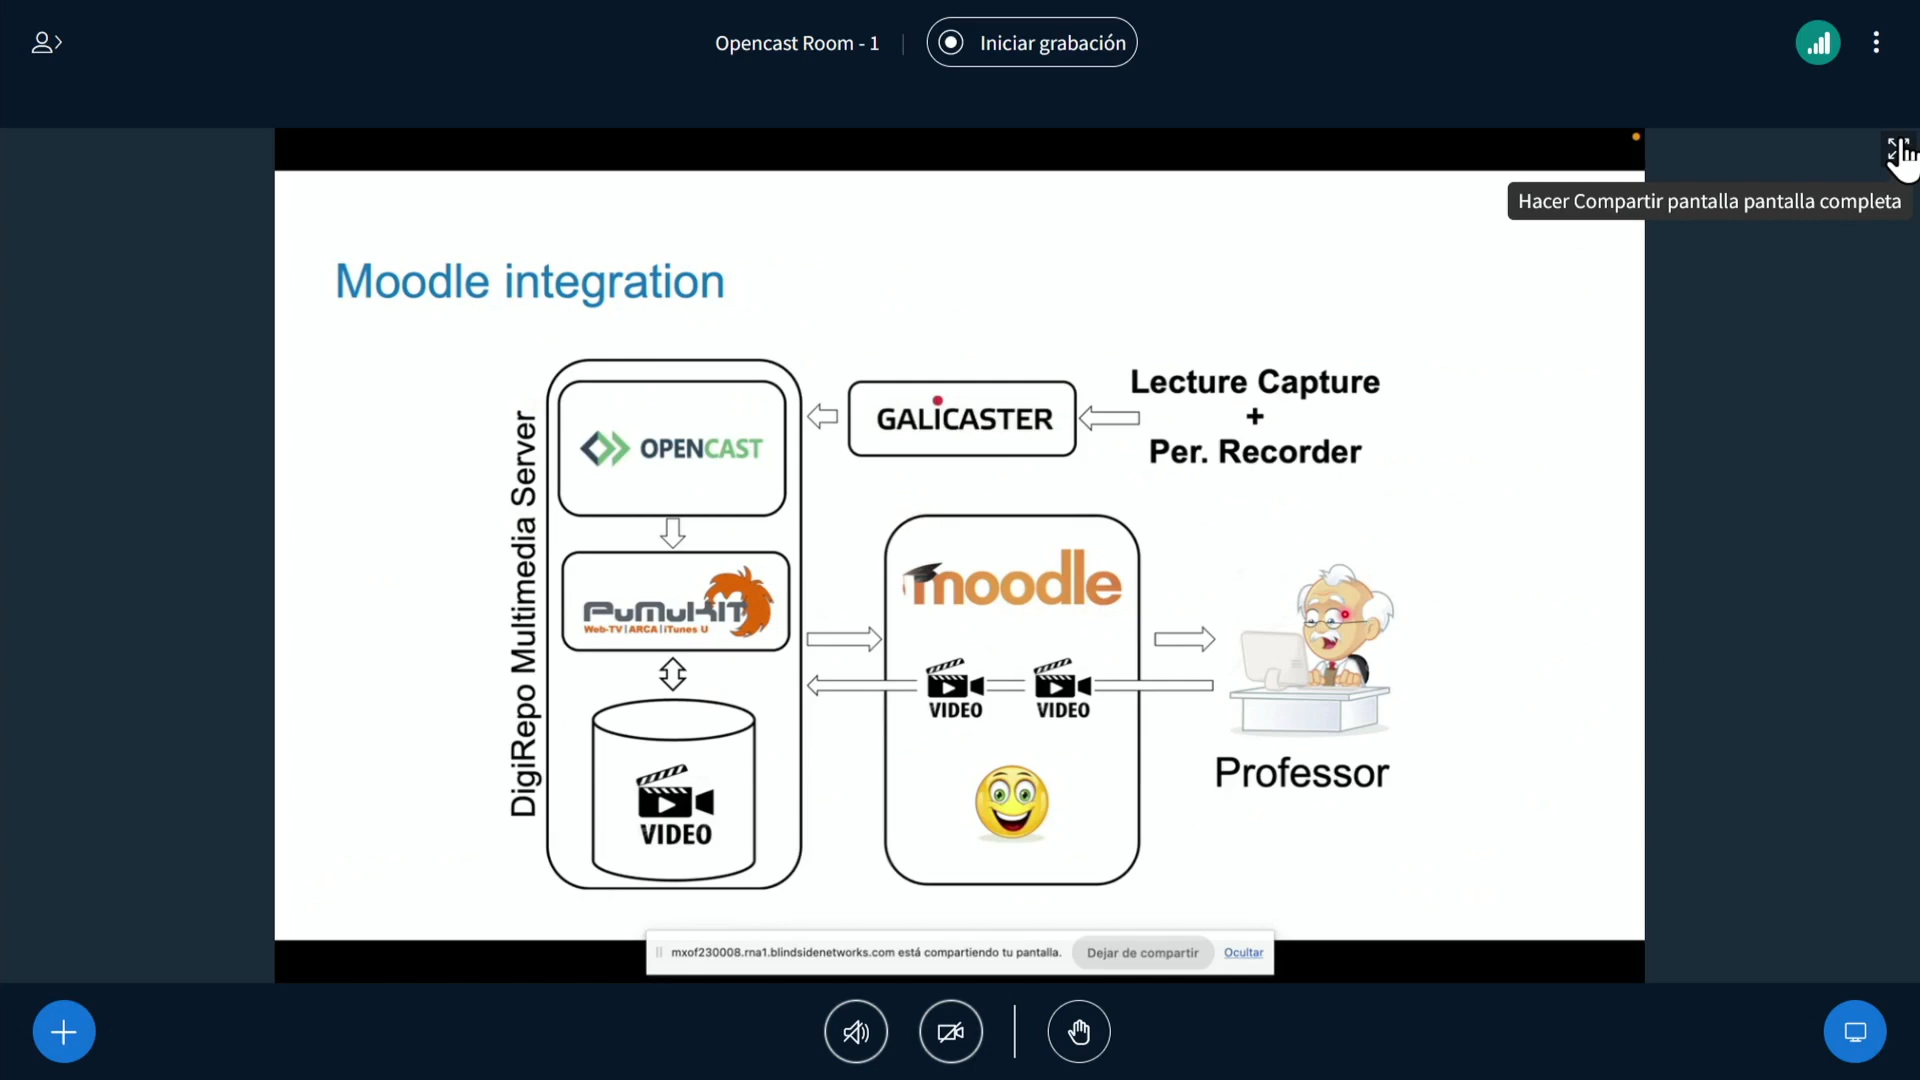 Opencast Room - 1
Iniciar grabación
Hacer Compartir pantalla pantalla completa
Moodle integration
DigiRepo Multimedia Server
OPENCAST
GALiCASTER
Lecture Capture
+
Per. Recorder
PuMuKIT
Web-TV | ARCA | iTunes U
moodle
VIDEO
VIDEO
VIDEO
Professor
mxof230008.rna1.blindsidenetworks.com está compartiendo tu pantalla.
Dejar de compartir
Ocultar